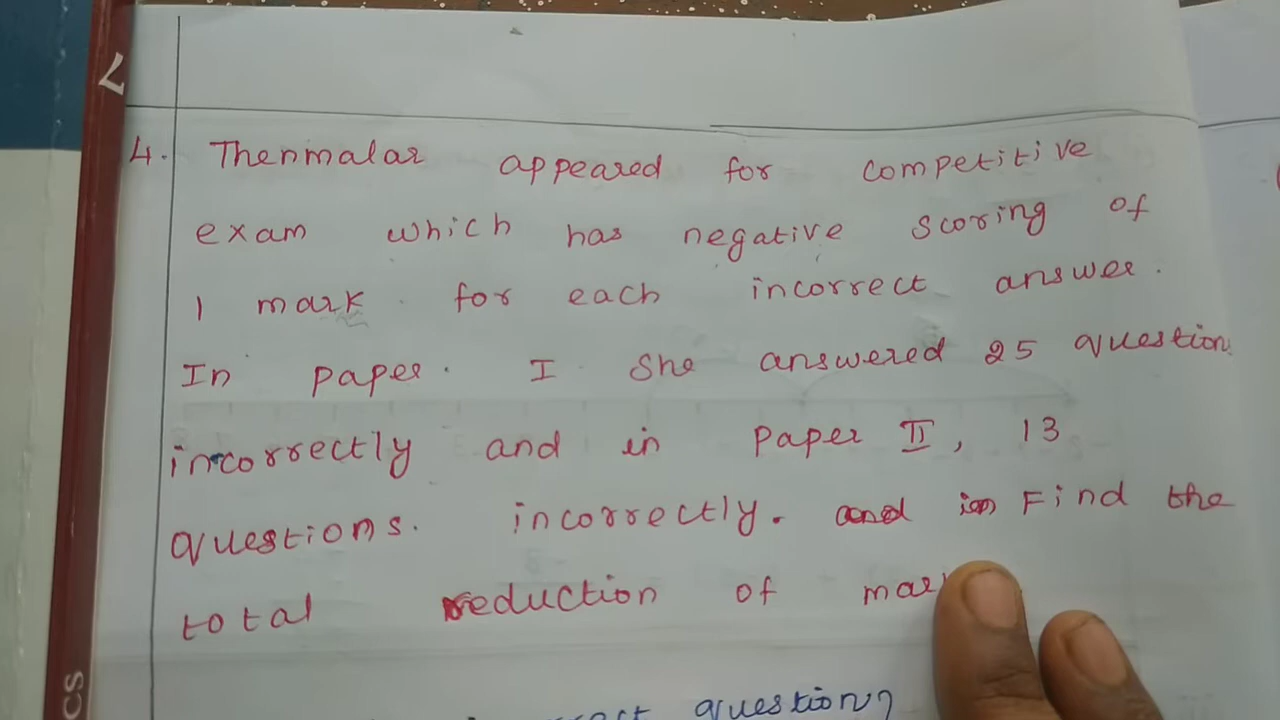 4. Thenmalar appeared for competitive
exam which has negative scoring of
1 mark for each incorrect answer.
In paper. I She answered 25 question
incorrectly and in paper II, 13
questions. incorrectly. and in Find the
total reduction of
question
CS